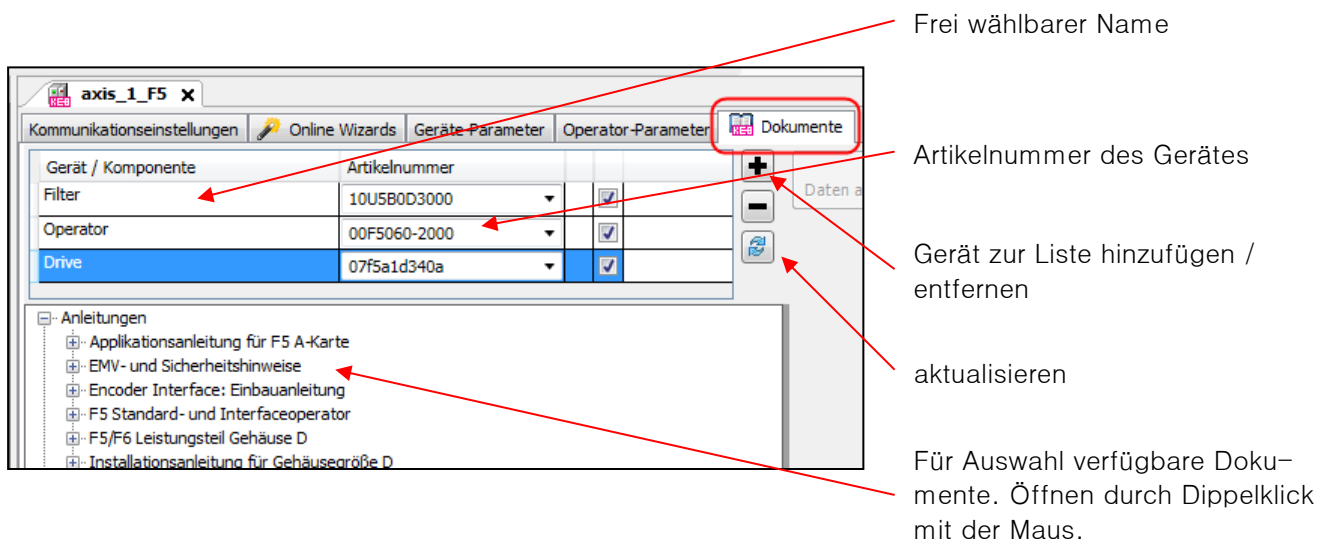 Frei wählbarer Name
axis_1_F5 x
KEB
Kommunikationseinstellungen Online Wizards Geräte-Parameter Operator-Parameter Dokumente
KEB
Gerät / Komponente Artikelnummer
Filter 10U5B0D3000
Daten a
Operator 00F5060-2000
Drive 07f5a1d340a
Artikelnummer des Gerätes
Gerät zur Liste hinzufügen /
entfernen
aktualisieren
Anleitungen
Applikationsanleitung für F5 A-Karte
EMV- und Sicherheitshinweise
Encoder Interface: Einbauanleitung
F5 Standard- und Interfaceoperator
F5/F6 Leistungsteil Gehäuse D
Installationsanleitung für Gehäusegröße D
Für Auswahl verfügbare Doku-
mente. Öffnen durch Dippelklick
mit der Maus.